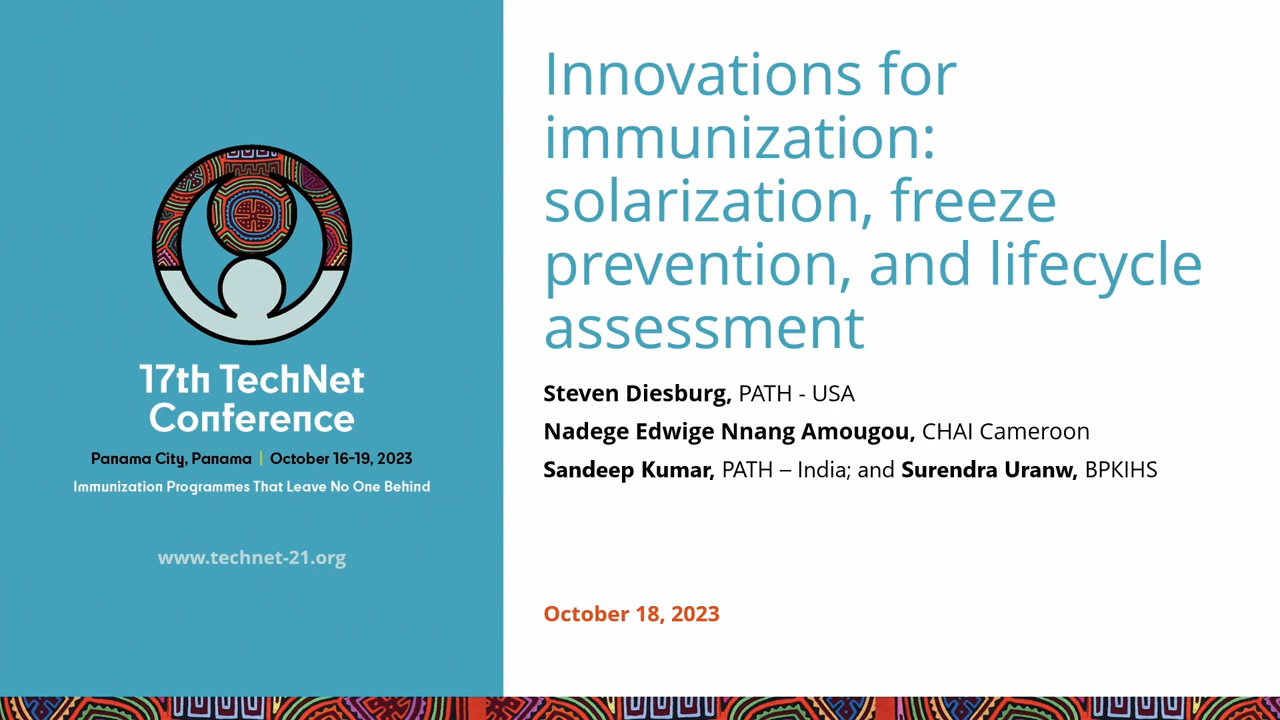 17th TechNet
Conference
Panama City, Panama | October 16-19, 2023
Immunization Programmes That Leave No One Behind
www.technet-21.org
Innovations for
immunization:
solarization, freeze
prevention, and lifecycle
assessment
Steven Diesburg, PATH - USA
Nadege Edwige Nnang Amougou, CHAI Cameroon
Sandeep Kumar, PATH – India; and Surendra Uranw, BPKIHS
October 18, 2023